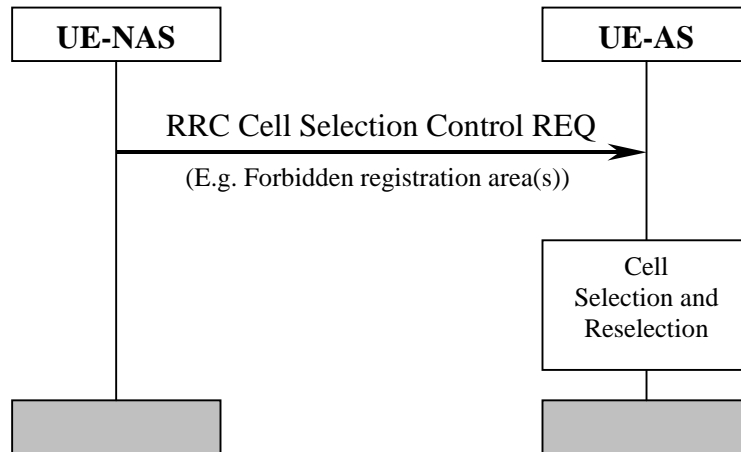 UE-NAS
UE-AS
RRC Cell Selection Control REQ
(E.g. Forbidden registration area(s))
Cell
Selection and
Reselection